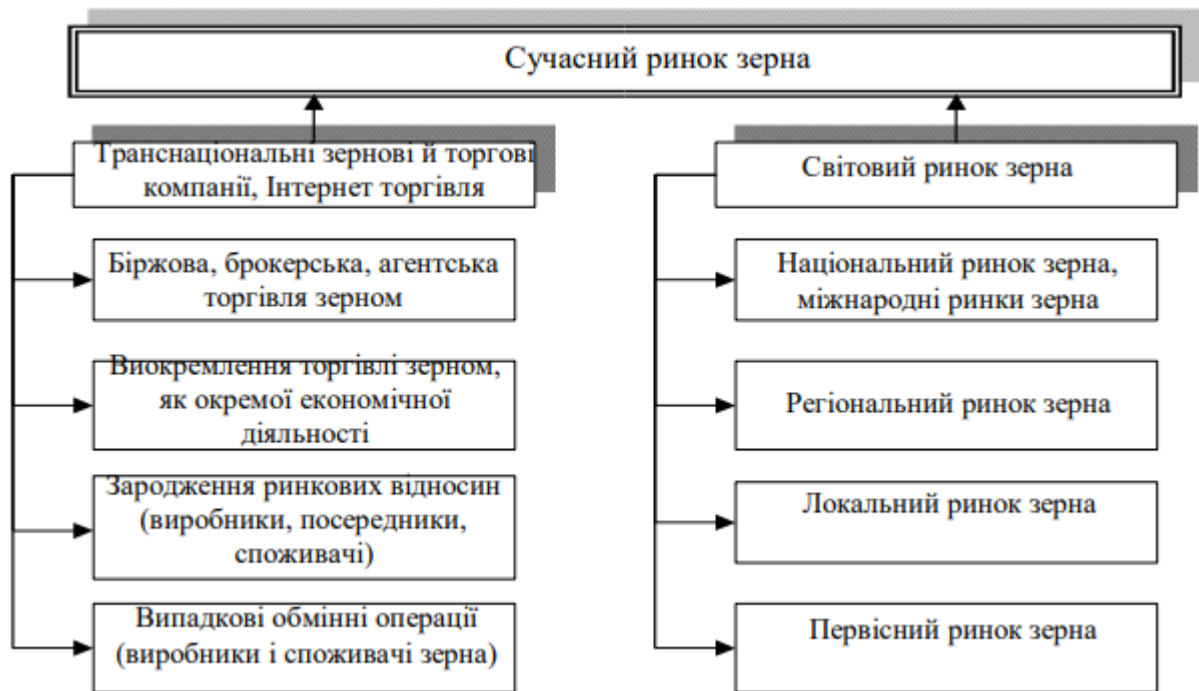 Сучасний ринок зерна
Транснаціональні зернові й торгові
компанії, Інтернет торгівля
Світовий ринок зерна
Біржова, брокерська, агентська
торгівля зерном
Національний ринок зерна,
міжнародні ринки зерна
Виокремлення торгівлі зерном,
як окремої економічної
діяльності
Регіональний ринок зерна
Зародження ринкових відносин
(виробники, посередники,
споживачі)
Локальний ринок зерна
Випадкові обмінні операції
(виробники і споживачі зерна)
Первісний ринок зерна